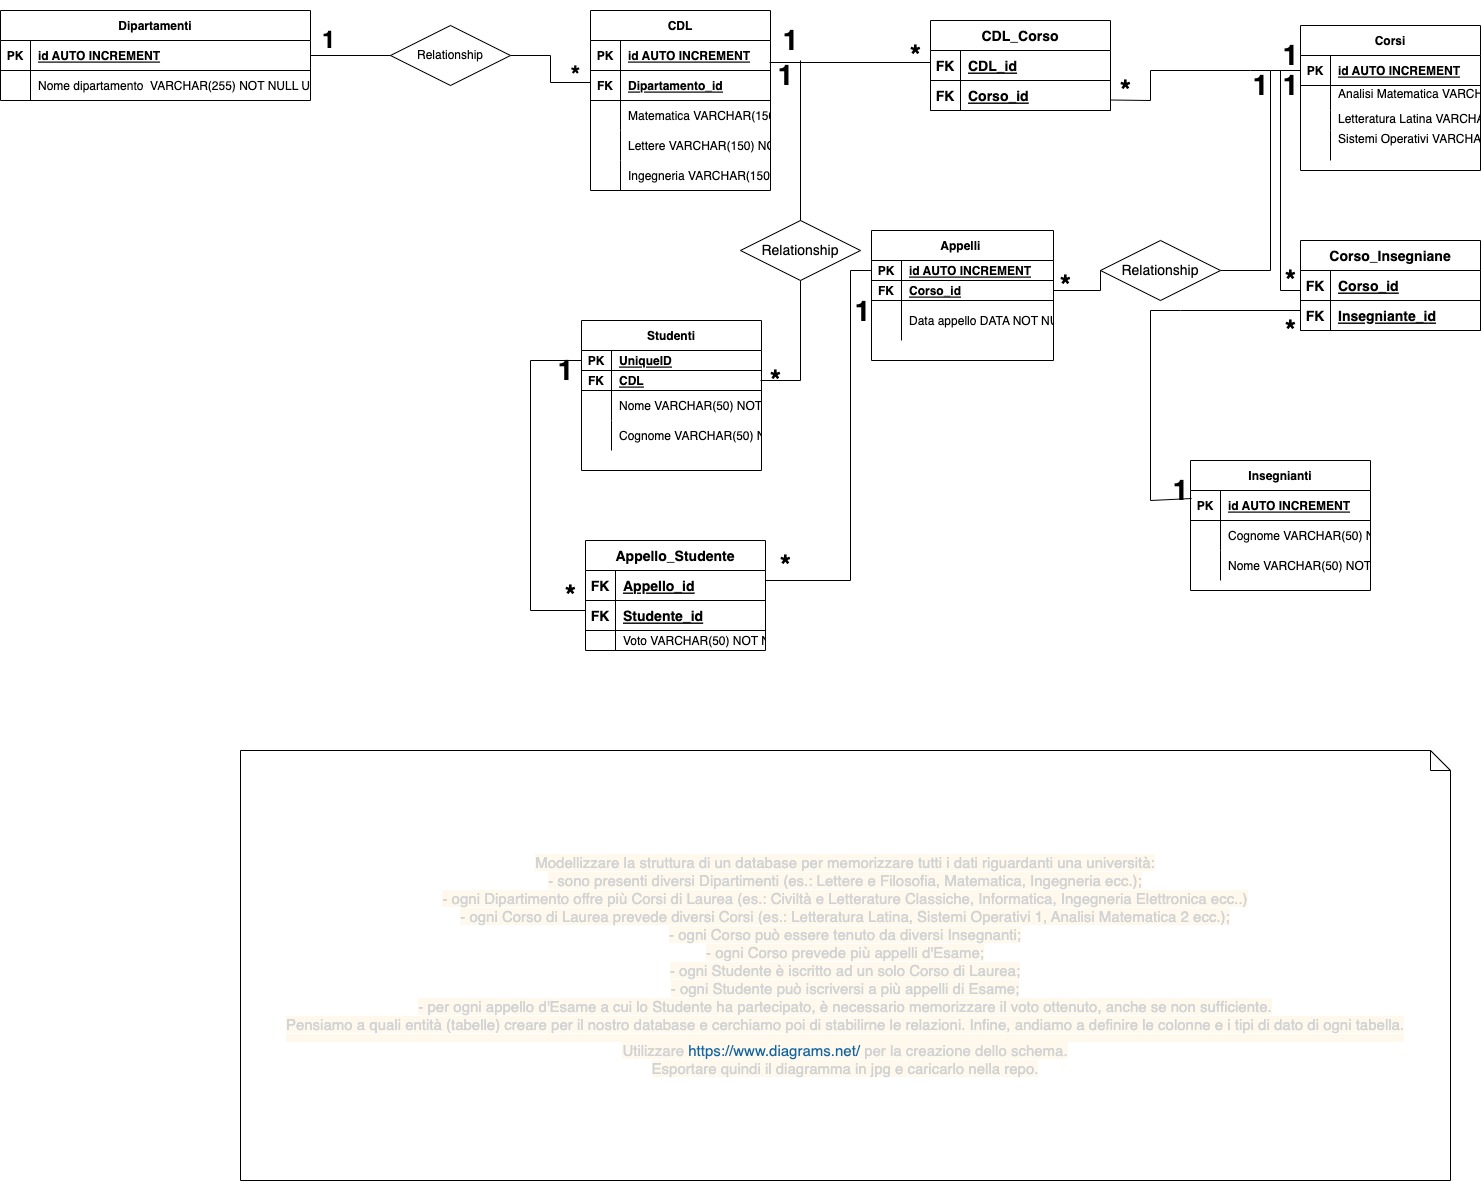 Dipartimenti
PK id AUTO INCREMENT
Nome dipartimento VARCHAR(255) NOT NULL U
1
Relationship
*
CDL
PK id AUTO INCREMENT
FK Dipartamento_id
Matematica VARCHAR(150
Lettere VARCHAR(150) NO
Ingegneria VARCHAR(150
1
1
*
CDL_Corso
FK CDL_id
FK Corso_id
*
1
1
1
Corsi
PK id AUTO INCREMENT
Analisi Matematica VARCH
Letteratura Latina VARCHA
Sistemi Operativi VARCHA
Relationship
Appelli
PK id AUTO INCREMENT
FK Corso_id
Data appello DATA NOT NU
1
*
Relationship
*
Corso_Insegniane
FK Corso_id
FK Insegniante_id
*
Studenti
PK UniqueID
FK CDL
Nome VARCHAR(50) NOT
Cognome VARCHAR(50) N
1
*
Insegnianti
PK id AUTO INCREMENT
Cognome VARCHAR(50) N
Nome VARCHAR(50) NOT
1
Appello_Studente
FK Appello_id
FK Studente_id
Voto VARCHAR(50) NOT N
*
*
Modellizzare la struttura di un database per memorizzare tutti i dati riguardanti una università:
- sono presenti diversi Dipartimenti (es.: Lettere e Filosofia, Matematica, Ingegneria ecc.);
- ogni Dipartimento offre più Corsi di Laurea (es.: Civiltà e Letterature Classiche, Informatica, Ingegneria Elettronica ecc..)
- ogni Corso di Laurea prevede diversi Corsi (es.: Letteratura Latina, Sistemi Operativi 1, Analisi Matematica 2 ecc.);
- ogni Corso può essere tenuto da diversi Insegnanti;
- ogni Corso prevede più appelli d'Esame;
- ogni Studente è iscritto ad un solo Corso di Laurea;
- ogni Studente può iscriversi a più appelli di Esame;
- per ogni appello d'Esame a cui lo Studente ha partecipato, è necessario memorizzare il voto ottenuto, anche se non sufficiente.
Pensiamo a quali entità (tabelle) creare per il nostro database e cerchiamo poi di stabilirne le relazioni. Infine, andiamo a definire le colonne e i tipi di dato di ogni tabella.
Utilizzare https://www.diagrams.net/ per la creazione dello schema.
Esportare quindi il diagramma in jpg e caricarlo nella repo.